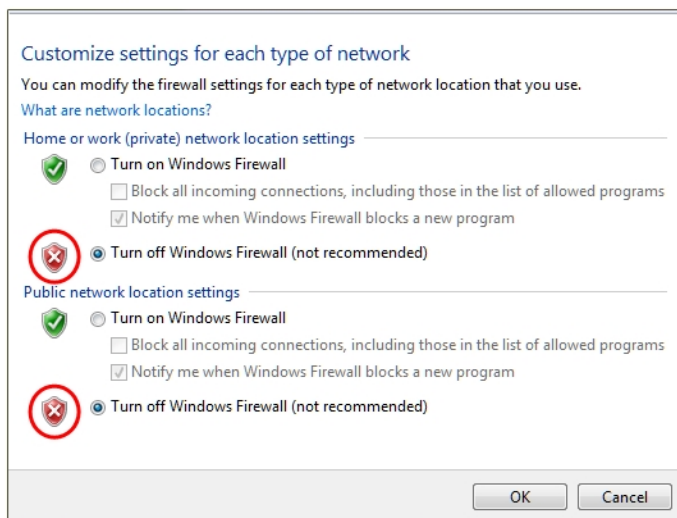 Customize settings for each type of network
You can modify the firewall settings for each type of network location that you use.
What are network locations?
Home or work (private) network location settings
Turn on Windows Firewall
Block all incoming connections, including those in the list of allowed programs
Notify me when Windows Firewall blocks a new program
Turn off Windows Firewall (not recommended)
Public network location settings
Turn on Windows Firewall
Block all incoming connections, including those in the list of allowed programs
Notify me when Windows Firewall blocks a new program
Turn off Windows Firewall (not recommended)
OK Cancel